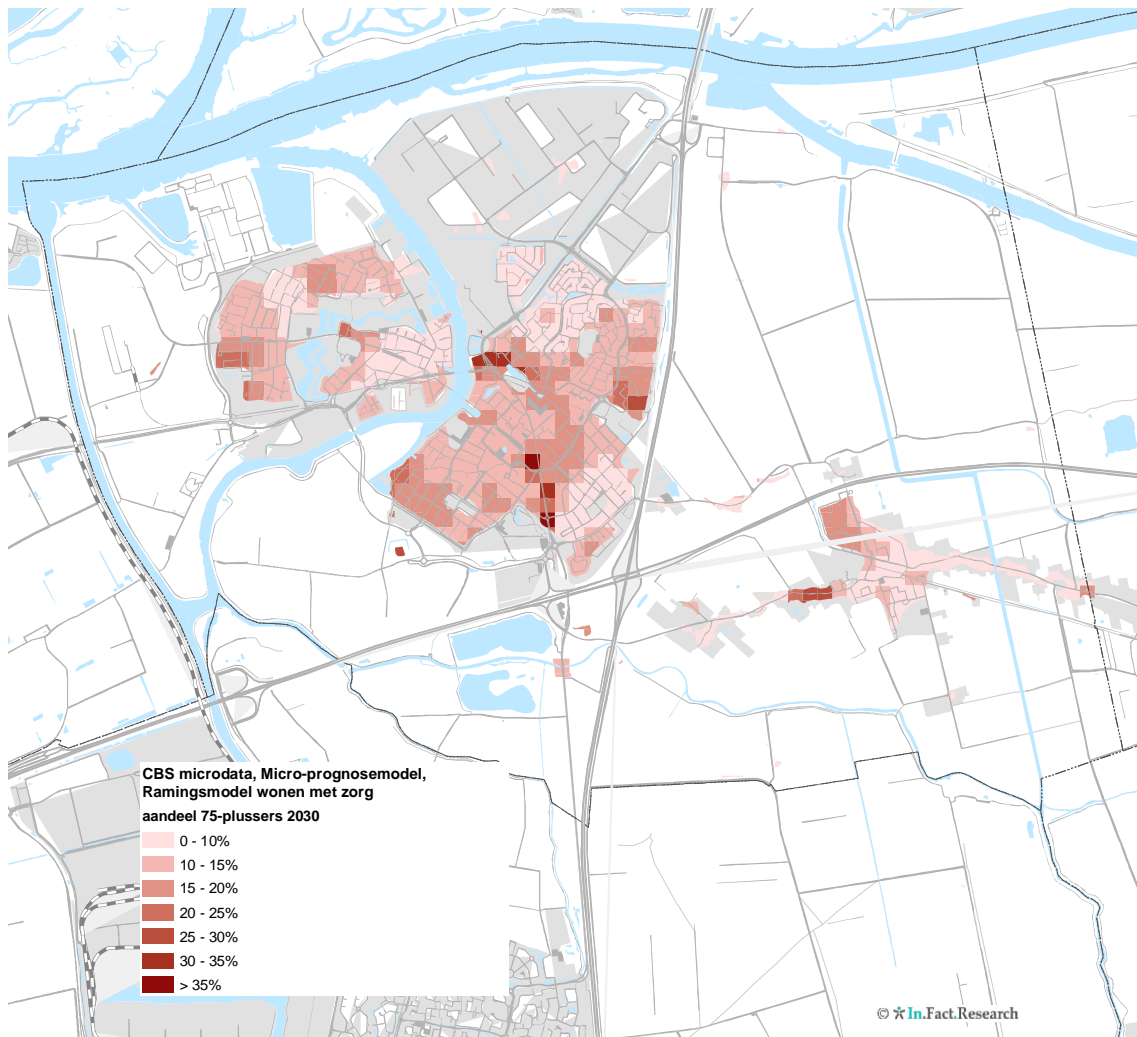 CBS microdata, Micro-prognosemodel,
Ramingsmodel wonen met zorg
aandeel 75-plussers 2030
0 - 10%
10 - 15%
15 - 20%
20 - 25%
25 - 30%
30 - 35%
> 35%
© In.Fact.Research